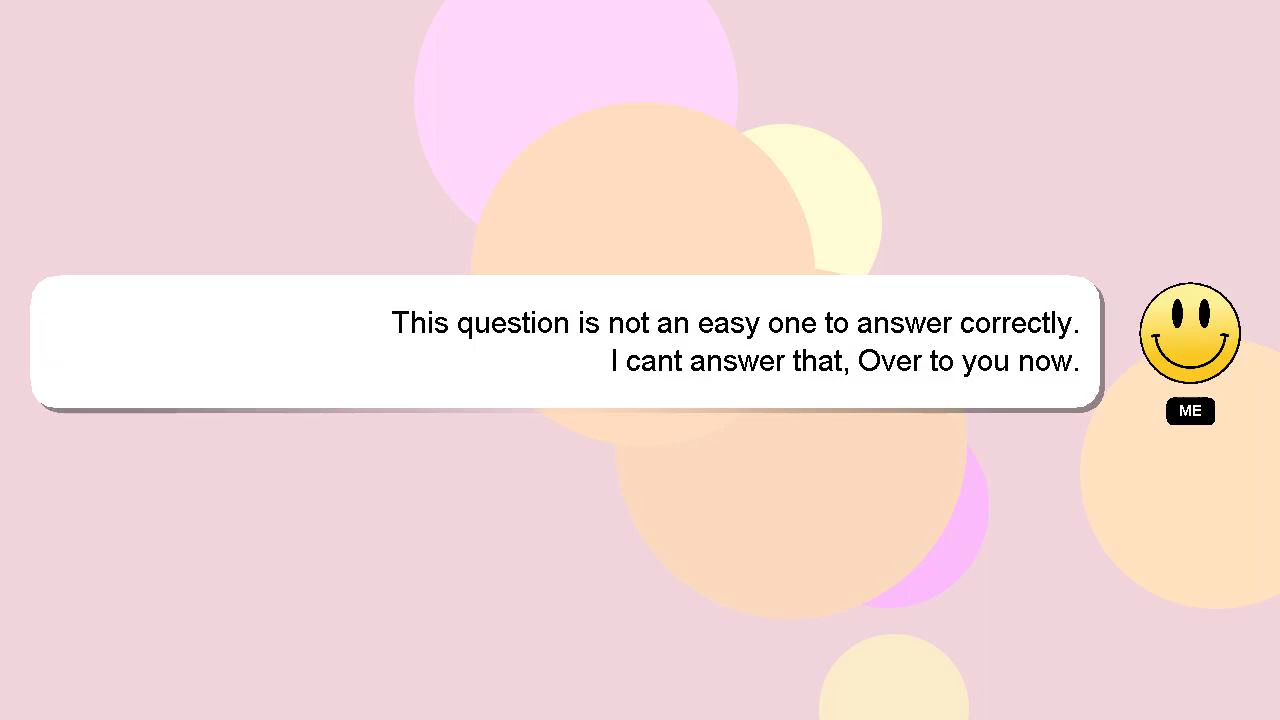 This question is not an easy one to answer correctly.
I cant answer that, Over to you now.
ME